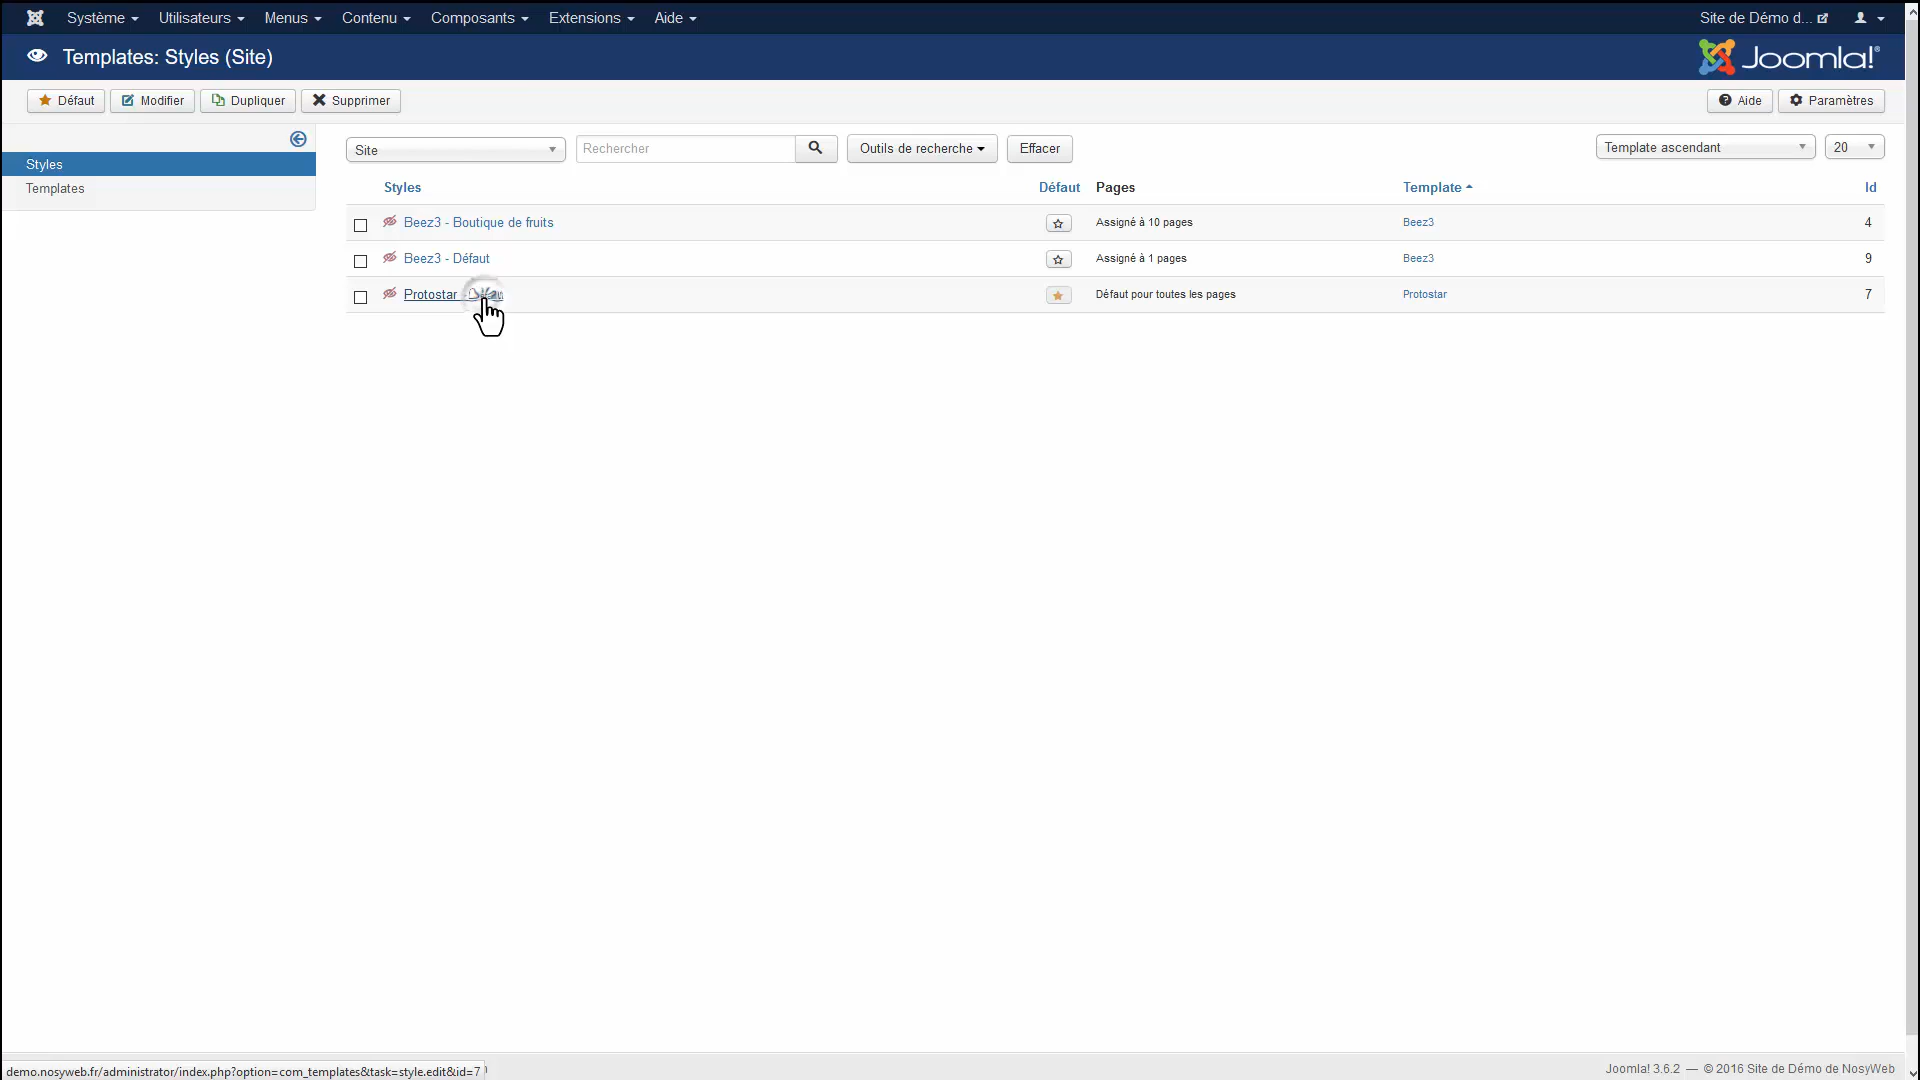 Système Utilisateurs Menus Contenu Composants Extensions Aide Site de Démo d...
Templates: Styles (Site) Joomla!®
Défaut Modifier Dupliquer Supprimer Aide Paramètres
Site Rechercher Outils de recherche Effacer Template ascendant 20
Styles
Templates
Styles Défaut Pages Template Id
Beez3 - Boutique de fruits Assigné à 10 pages Beez3 4
Beez3 - Défaut Assigné à 1 pages Beez3 9
Protostar Défaut pour toutes les pages Protostar 7
demo.nosyweb.fr/administrator/index.php?option=com_templates&task=style.edit&id=7
Joomla! 3.6.2 — © 2016 Site de Démo de NosyWeb